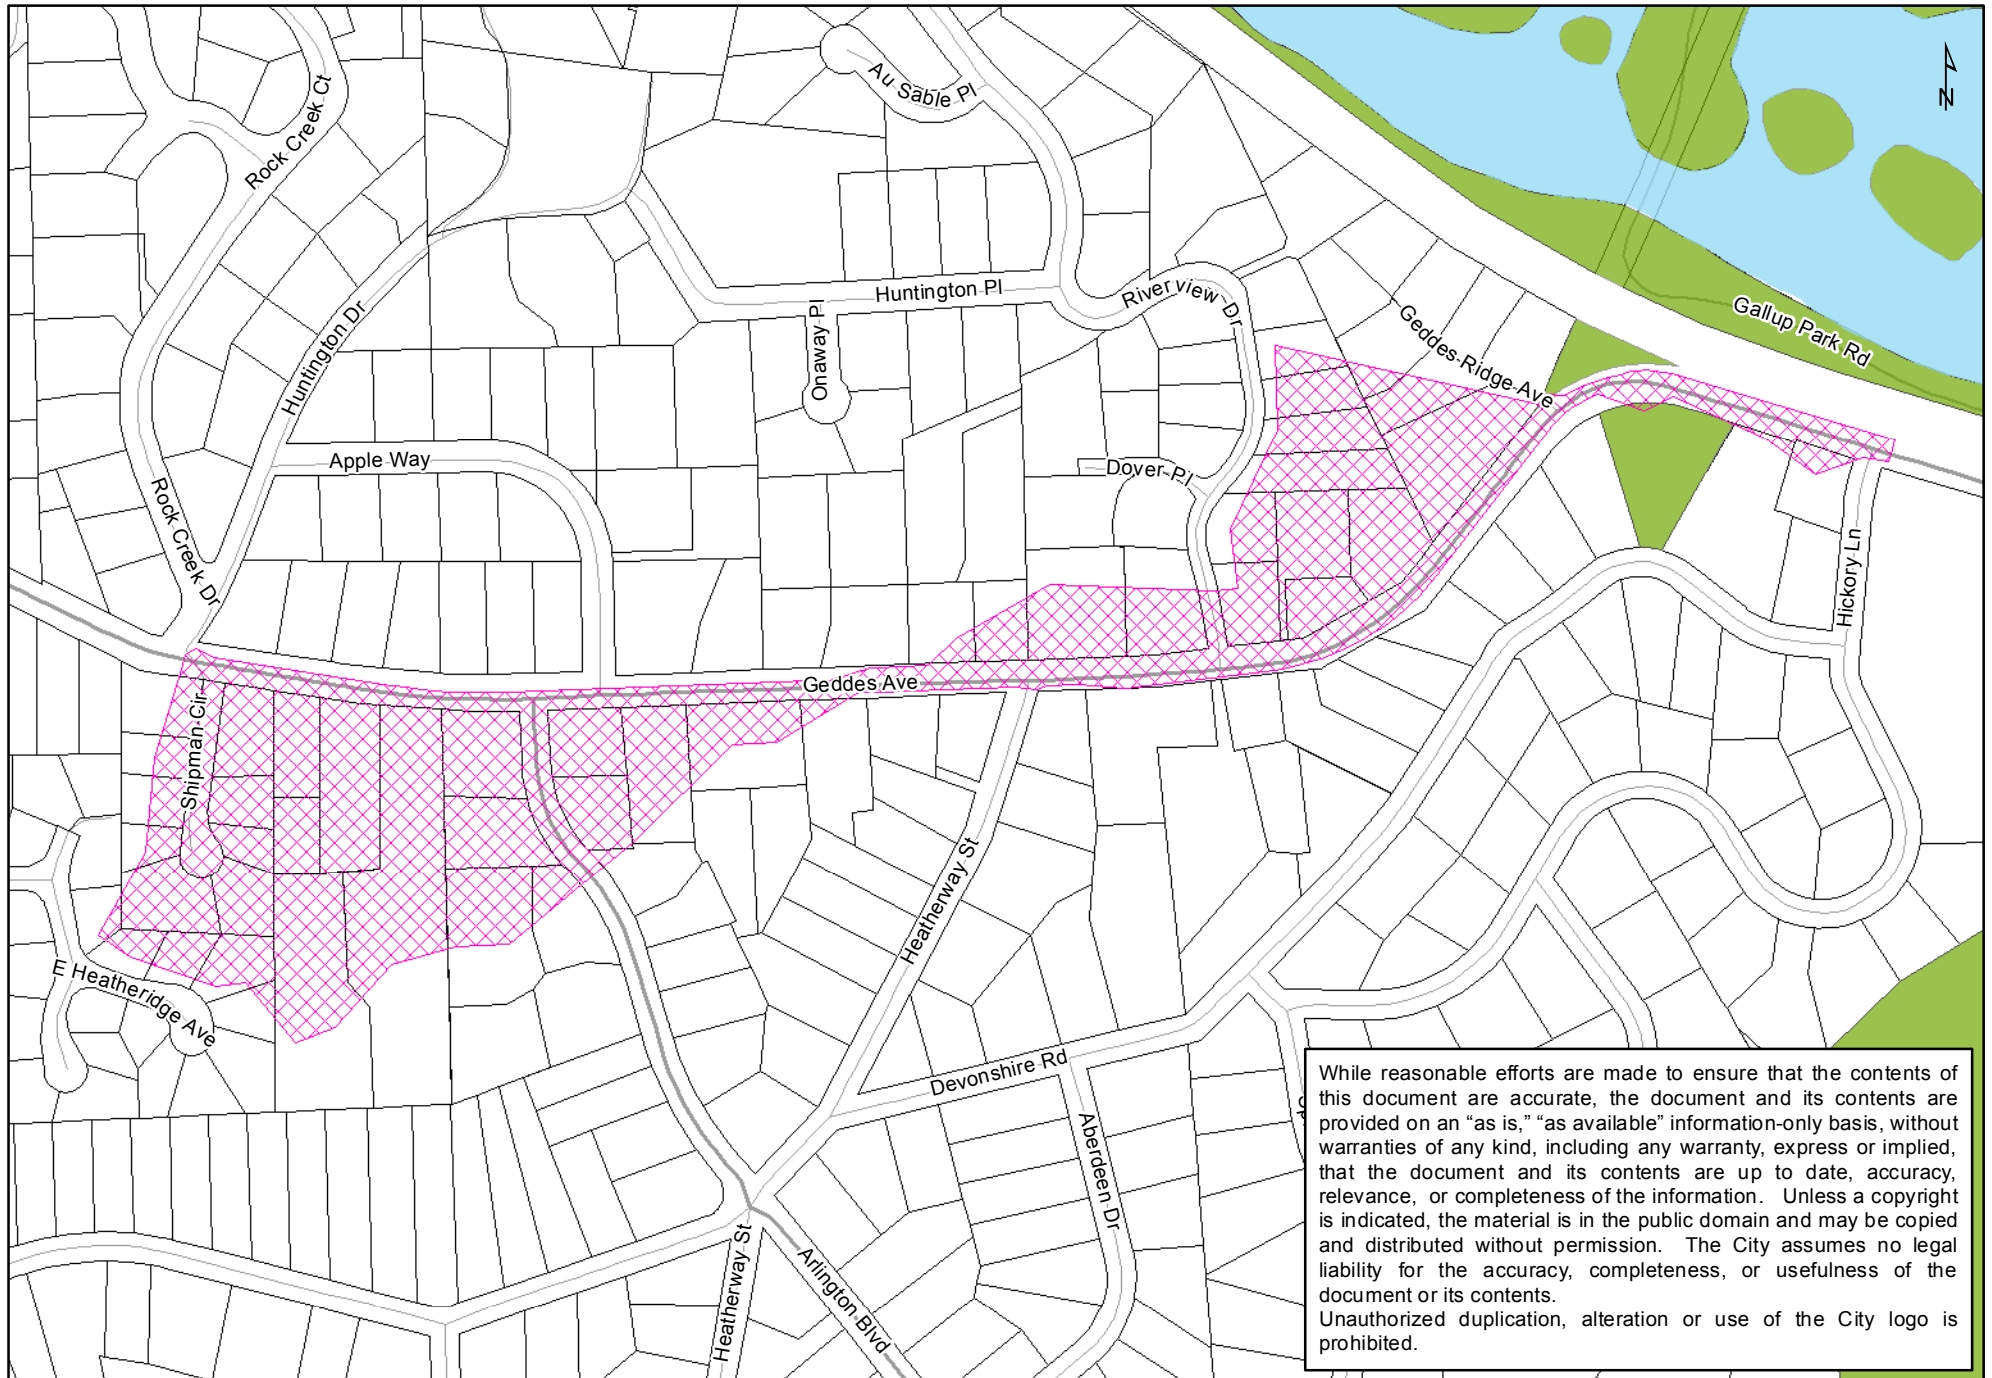 Au Sable Pl
Rock Creek Ct
N
Huntington Pl
Riverview Dr
Onaway Pl
Huntington Dr
Geddes Ridge Ave
Gallup Park Rd
Apple Way
Dover Pl
Rock Creek Dr
Hickory Ln
Geddes Ave
Shipman Cir
Heatherway St
E Heatheridge Ave
Devonshire Rd
Aberdeen Dr
Heatherway St
Arlington Blvd
While reasonable efforts are made to ensure that the contents of
this document are accurate, the document and its contents are
provided on an “as is,” “as available” information-only basis, without
warranties of any kind, including any warranty, express or implied,
that the document and its contents are up to date, accuracy,
relevance, or completeness of the information. Unless a copyright
is indicated, the material is in the public domain and may be copied
and distributed without permission. The City assumes no legal
liability for the accuracy, completeness, or usefulness of the
document or its contents.
Unauthorized duplication, alteration or use of the City logo is
prohibited.